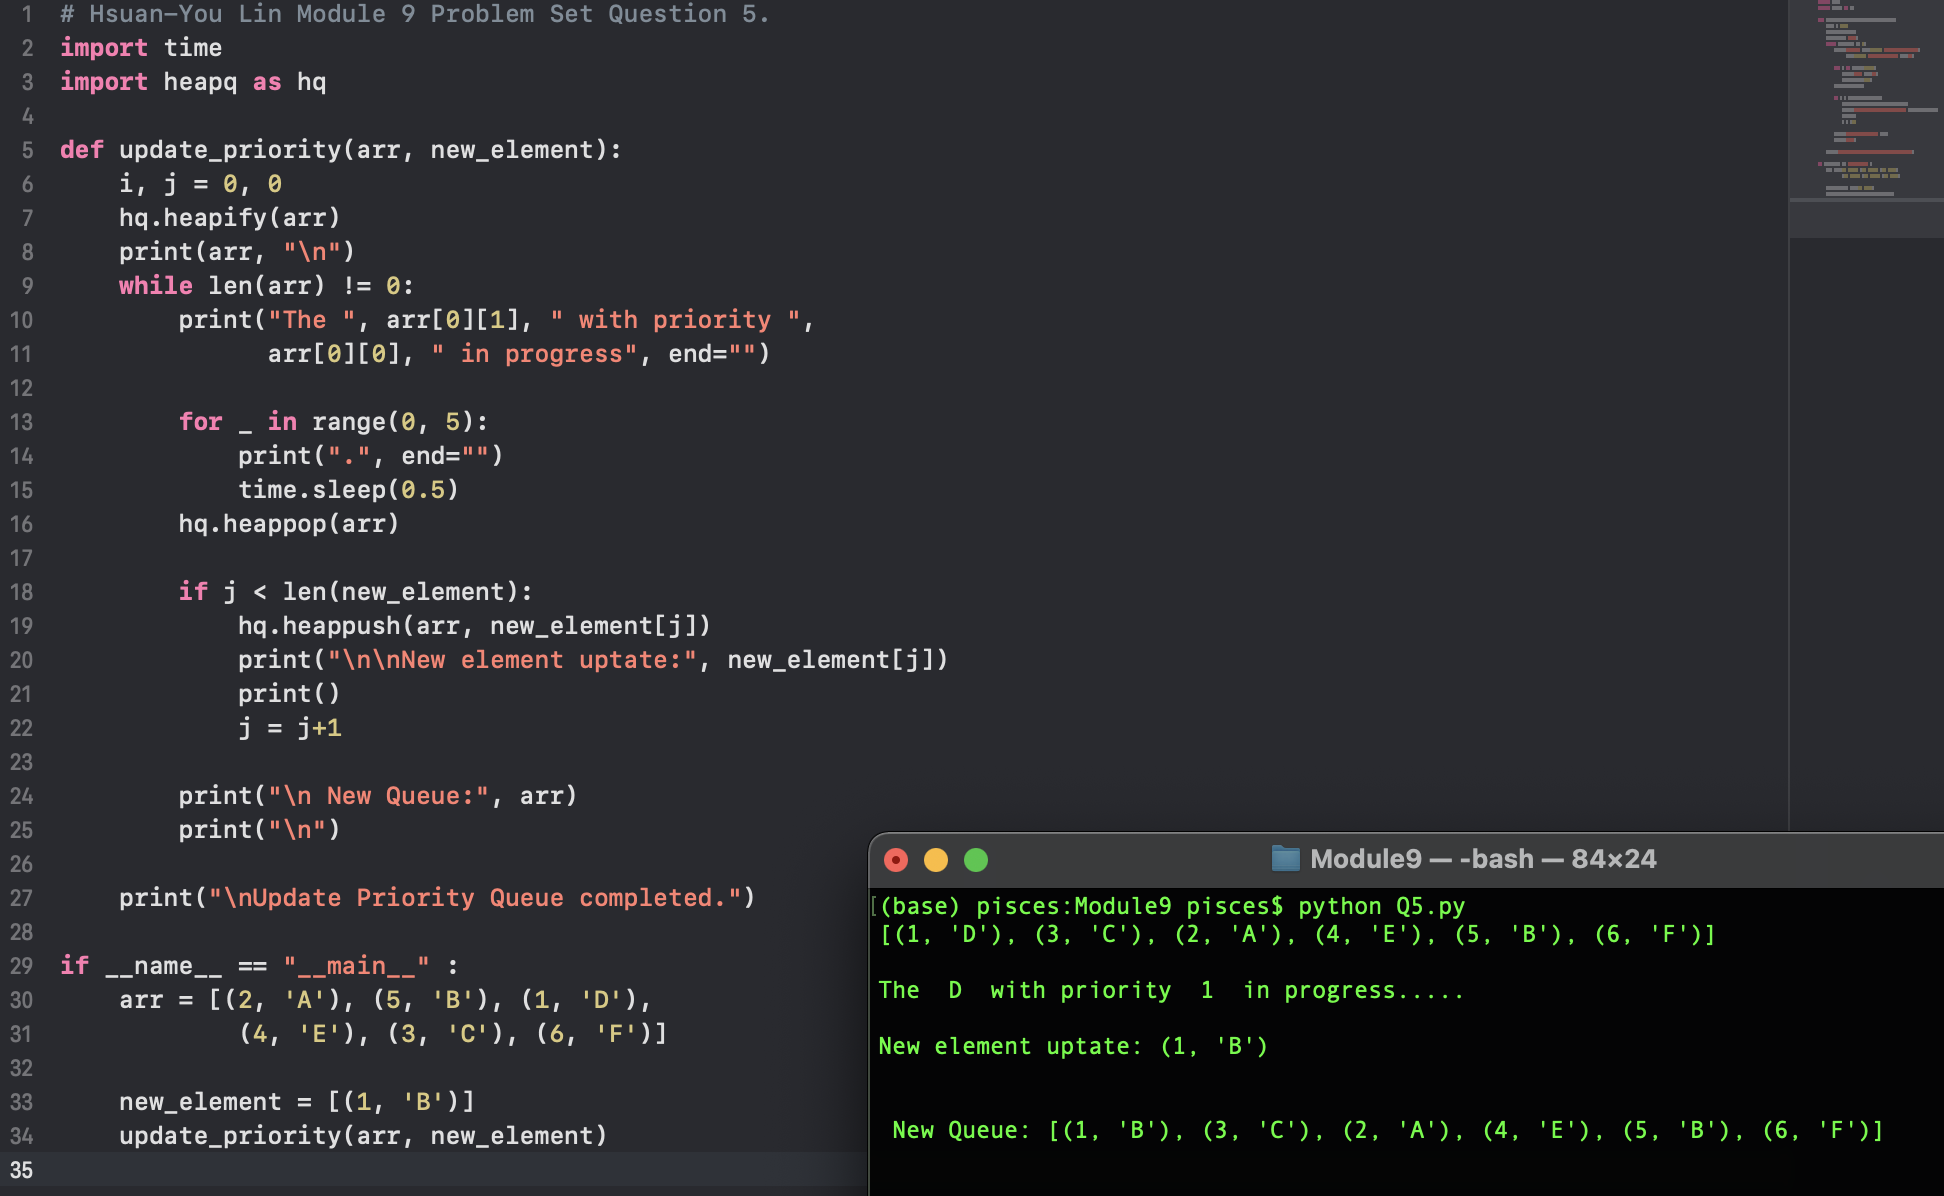 1 # Hsuan-You Lin Module 9 Problem Set Question 5.
2 import time
3 import heapq as hq
4
5 def update_priority(arr, new_element):
6     i, j = 0, 0
7     hq.heapify(arr)
8     print(arr, "\n")
9     while len(arr) != 0:
10         print("The ", arr[0][1], " with priority ",
11               arr[0][0], " in progress", end="")
12
13         for _ in range(0, 5):
14             print(".", end="")
15             time.sleep(0.5)
16         hq.heappop(arr)
17
18         if j < len(new_element):
19             hq.heappush(arr, new_element[j])
20             print("\n\nNew element uptate:", new_element[j])
21             print()
22             j = j+1
23
24         print("\n New Queue:", arr)
25         print("\n")
26
27     print("\nUpdate Priority Queue completed.")
28
29 if __name__ == "__main__" :
30     arr = [(2, 'A'), (5, 'B'), (1, 'D'),
31             (4, 'E'), (3, 'C'), (6, 'F')]
32
33     new_element = [(1, 'B')]
34     update_priority(arr, new_element)
35
Module9 — -bash — 84×24
[(base) pisces:Module9 pisces$ python Q5.py
[(1, 'D'), (3, 'C'), (2, 'A'), (4, 'E'), (5, 'B'), (6, 'F')]
The  D  with priority  1  in progress.....
New element uptate: (1, 'B')
 New Queue: [(1, 'B'), (3, 'C'), (2, 'A'), (4, 'E'), (5, 'B'), (6, 'F')]